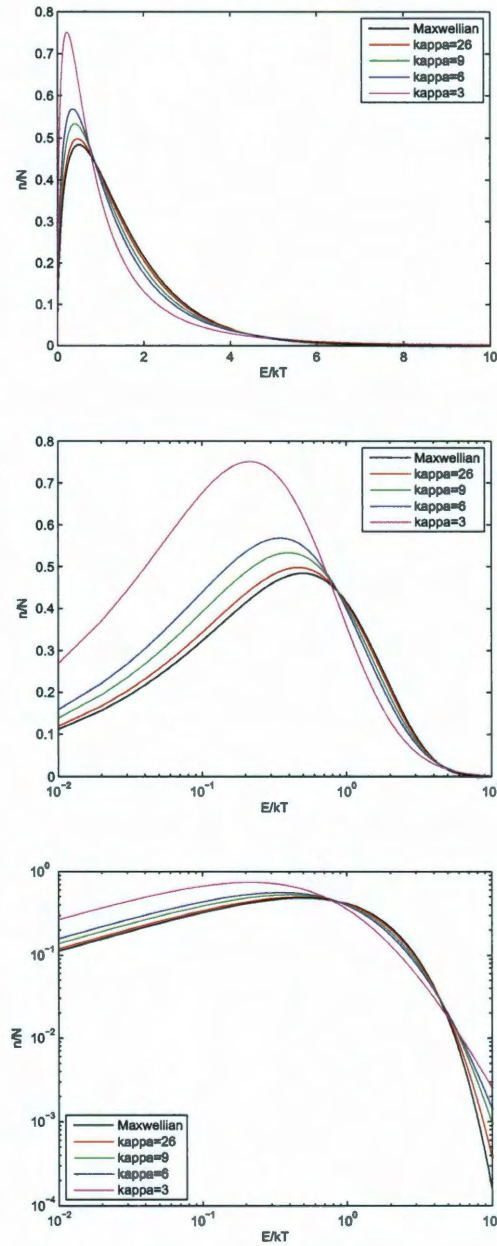 0.8
0.7
0.6
0.5
0.4
0.3
0.2
0.1
0
n/N
Maxwellian
kappa=26
kappa=9
kappa=6
kappa=3
0 2 4 6 8 10
E/kT
0.8
0.7
0.6
0.5
0.4
0.3
0.2
0.1
0
n/N
Maxwellian
kappa=26
kappa=9
kappa=6
kappa=3
10⁻² 10⁻¹ 10⁰ 10
E/kT
10⁰
10⁻¹
10⁻²
10⁻³
10⁻⁴
n/N
Maxwellian
kappa=26
kappa=9
kappa=6
kappa=3
10⁻² 10⁻¹ 10⁰ 10
E/kT